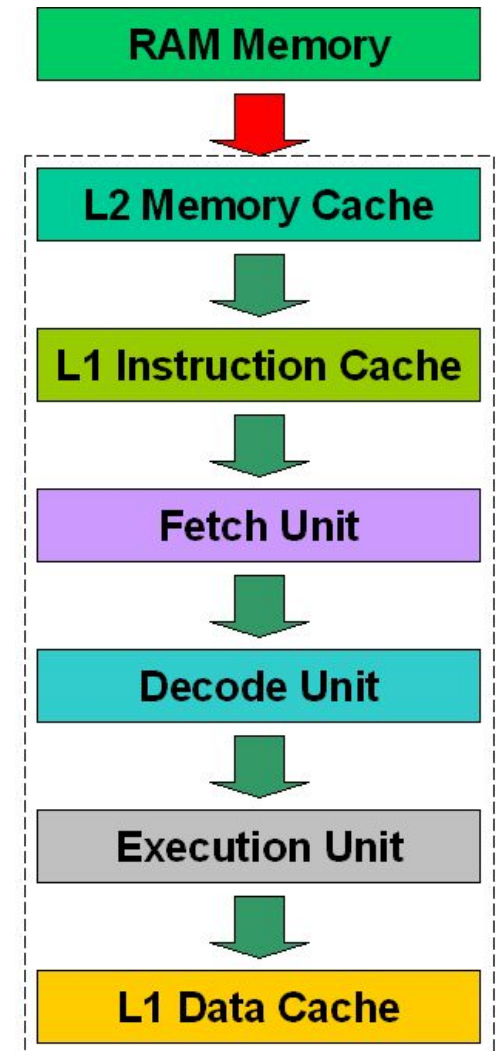 RAM Memory
L2 Memory Cache
L1 Instruction Cache
Fetch Unit
Decode Unit
Execution Unit
L1 Data Cache